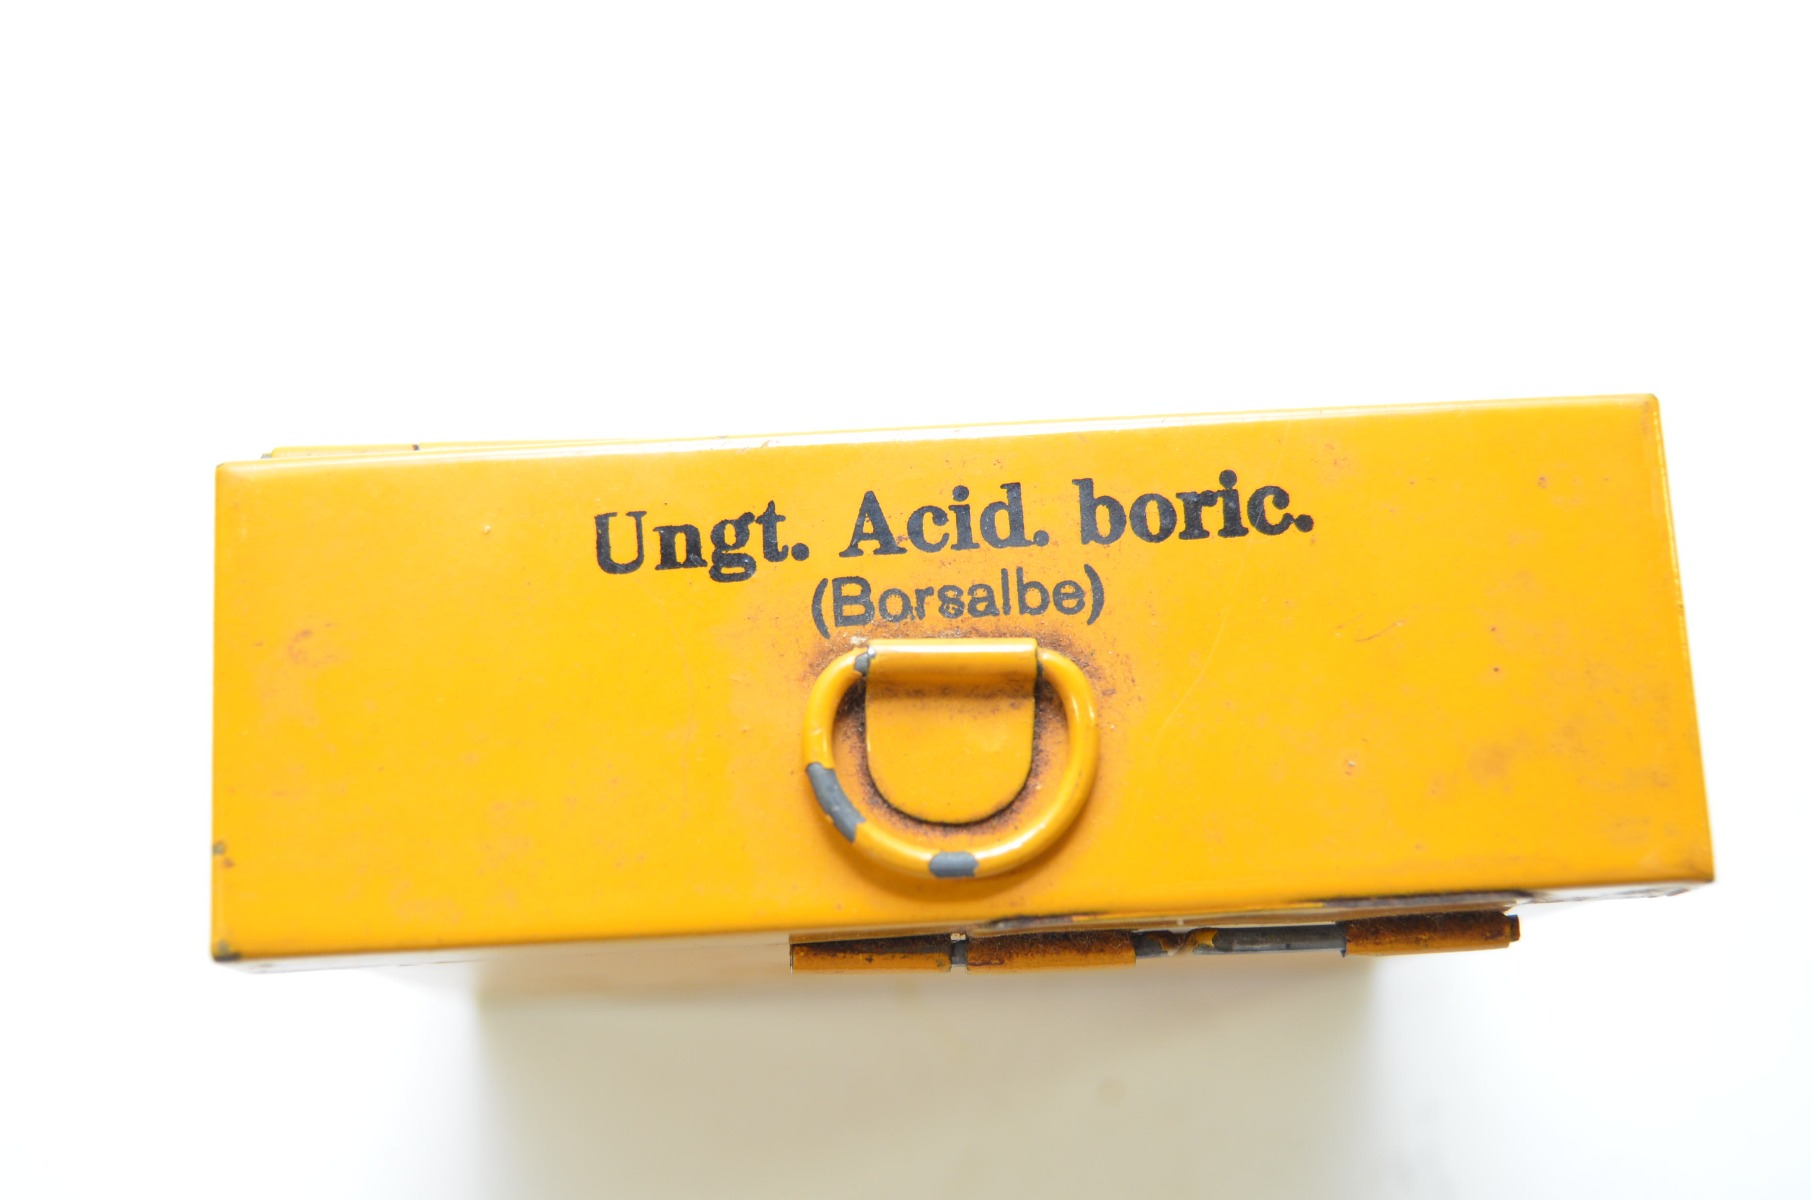 Ungt. Acid. boric.
(Borsalbe)